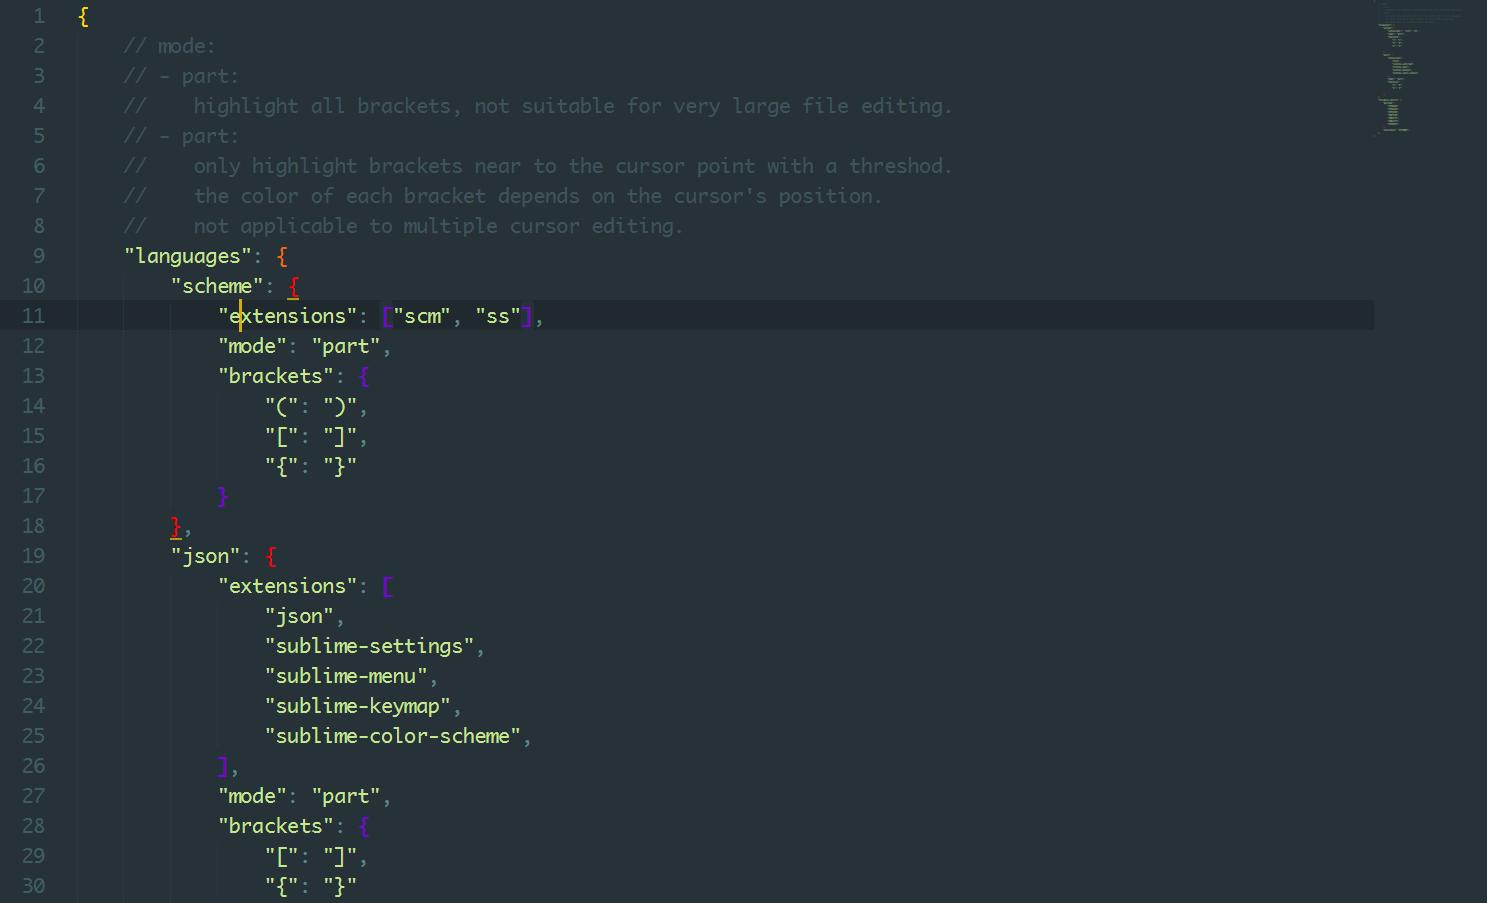 1 {
2 // mode:
3 // - part:
4 //    highlight all brackets, not suitable for very large file editing.
5 // - part:
6 //    only highlight brackets near to the cursor point with a threshod.
7 //    the color of each bracket depends on the cursor's position.
8 //    not applicable to multiple cursor editing.
9 "languages": {
10 "scheme": {
11 "extensions": ["scm", "ss"],
12 "mode": "part",
13 "brackets": {
14 "(": ")",
15 "[": "]",
16 "{": "}"
17 }
18 },
19 "json": {
20 "extensions": [
21 "json",
22 "sublime-settings",
23 "sublime-menu",
24 "sublime-keymap",
25 "sublime-color-scheme",
26 ],
27 "mode": "part",
28 "brackets": {
29 "[": "]",
30 "{": "}"